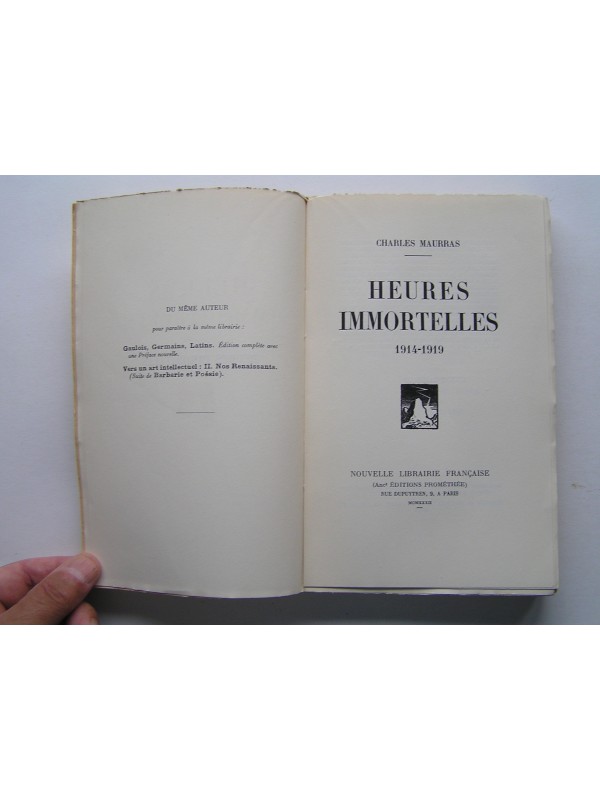 DU MÊME AUTEUR
pour paraître à la même librairie :
Gaulois, Germains, Latins. Édition complète avec
une Préface nouvelle.
Vers un art intellectuel : II. Nos Renaissants.
(Suite de Barbarie et Poésie).
CHARLES MAURRAS
HEURES
IMMORTELLES
1914-1919
NOUVELLE LIBRAIRIE FRANÇAISE
(Anct ÉDITIONS PROMÉTHÉE)
RUE DUPUYTREN, 9, A PARIS
MCMXXXII